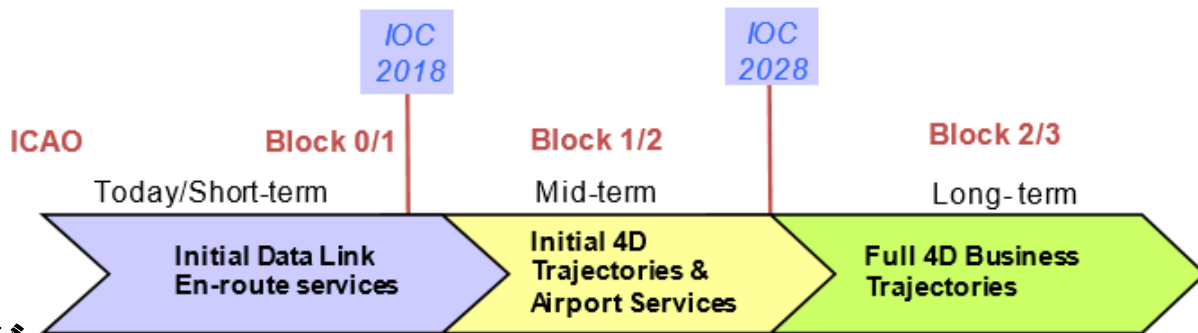 IOC
2018
IOC
2028
ICAO
Block 0/1
Block 1/2
Block 2/3
Today/Short-term
Mid-term
Long- term
Initial Data Link
En-route services
Initial 4D
Trajectories &
Airport Services
Full 4D Business
Trajectories